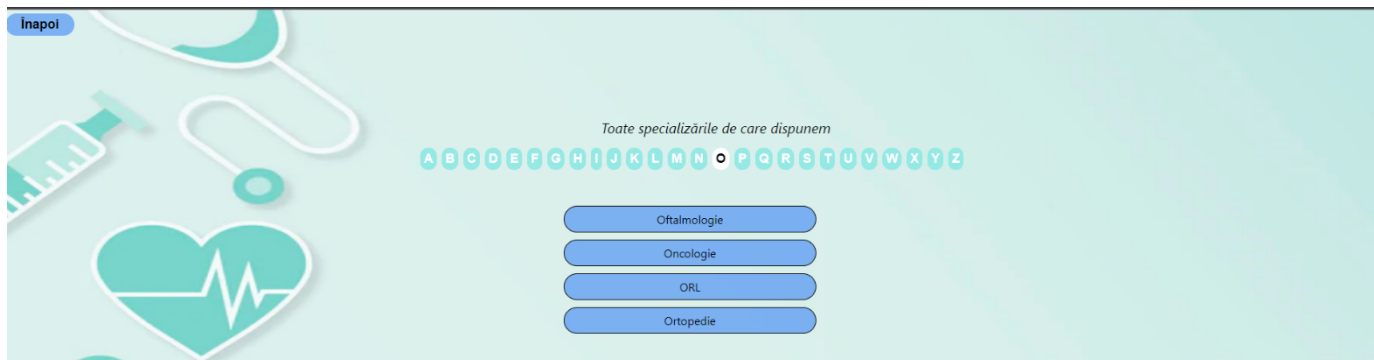 Înapoi
Toate specializările de care dispunem
A B C D E F G H I J K L M N O P Q R S T U V W X Y Z
Oftalmologie
Oncologie
ORL
Ortopedie